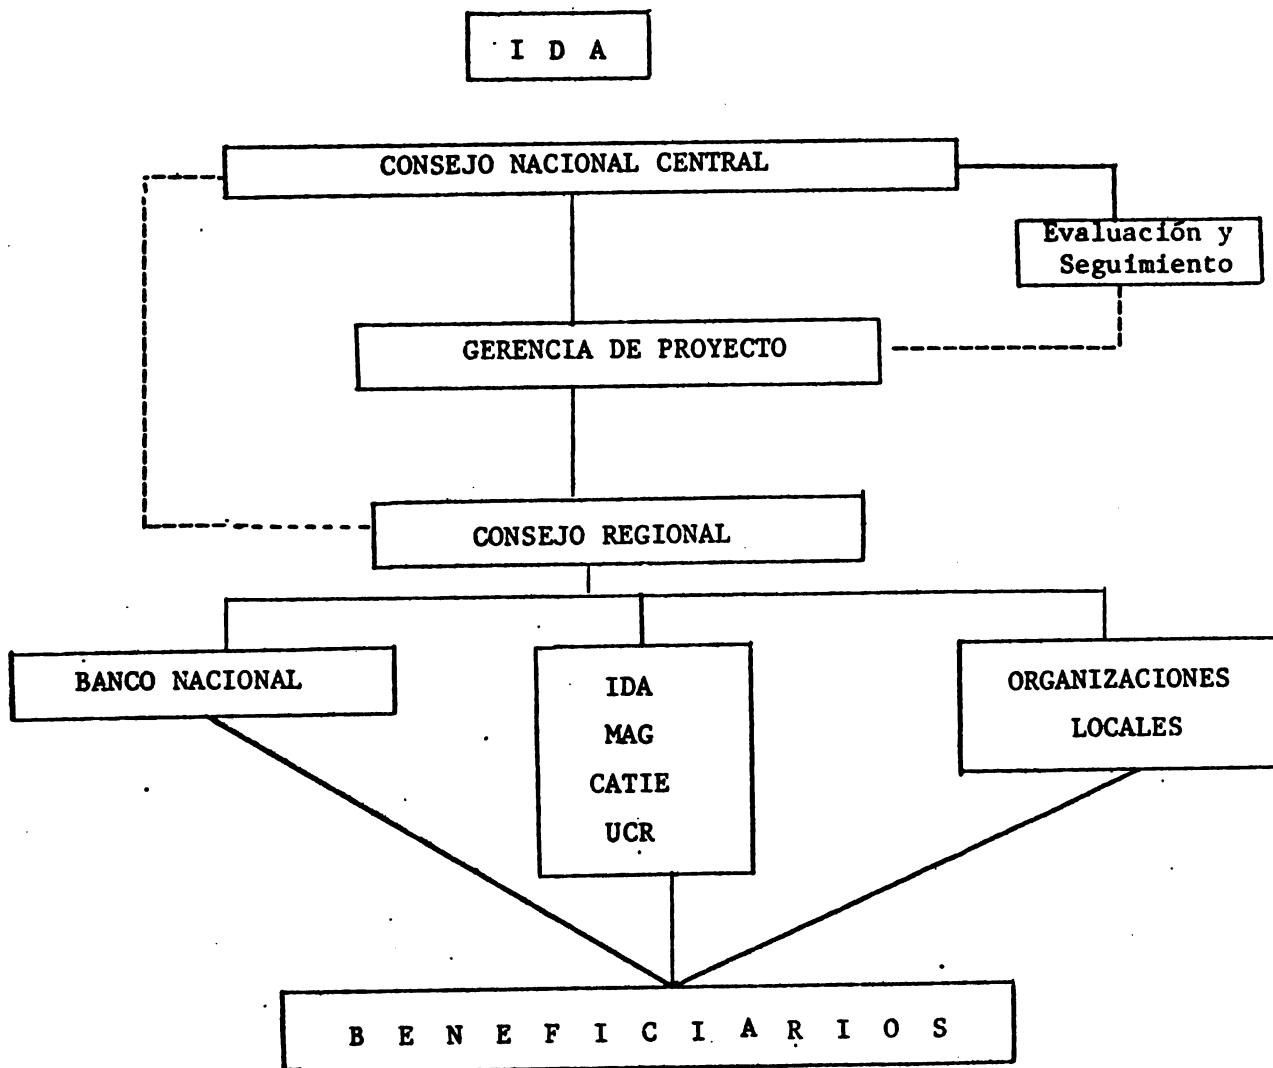 I D A
CONSEJO NACIONAL CENTRAL
Evaluación y
Seguimiento
GERENCIA DE PROYECTO
CONSEJO REGIONAL
BANCO NACIONAL
IDA
MAG
CATIE
UCR
ORGANIZACIONES
LOCALES
B E N E F I C I A R I O S